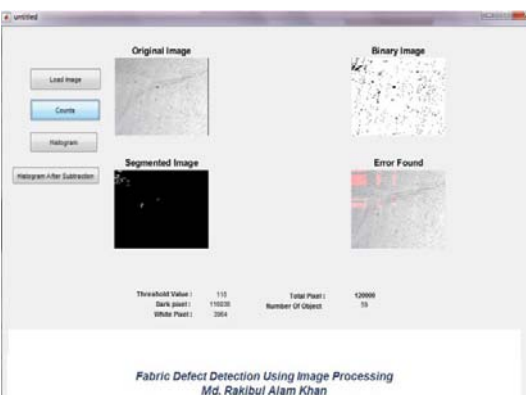 untitled
Original Image
Binary Image
Load Image
Counts
Histogram
Histogram After Subtraction
Segmented Image
Error Found
Threshold Value : 110 Total Pixel : 120000
Dark pixel : Number Of Object 59
White Pixel : 3964
Fabric Defect Detection Using Image Processing
Md. Rakibul Alam Khan